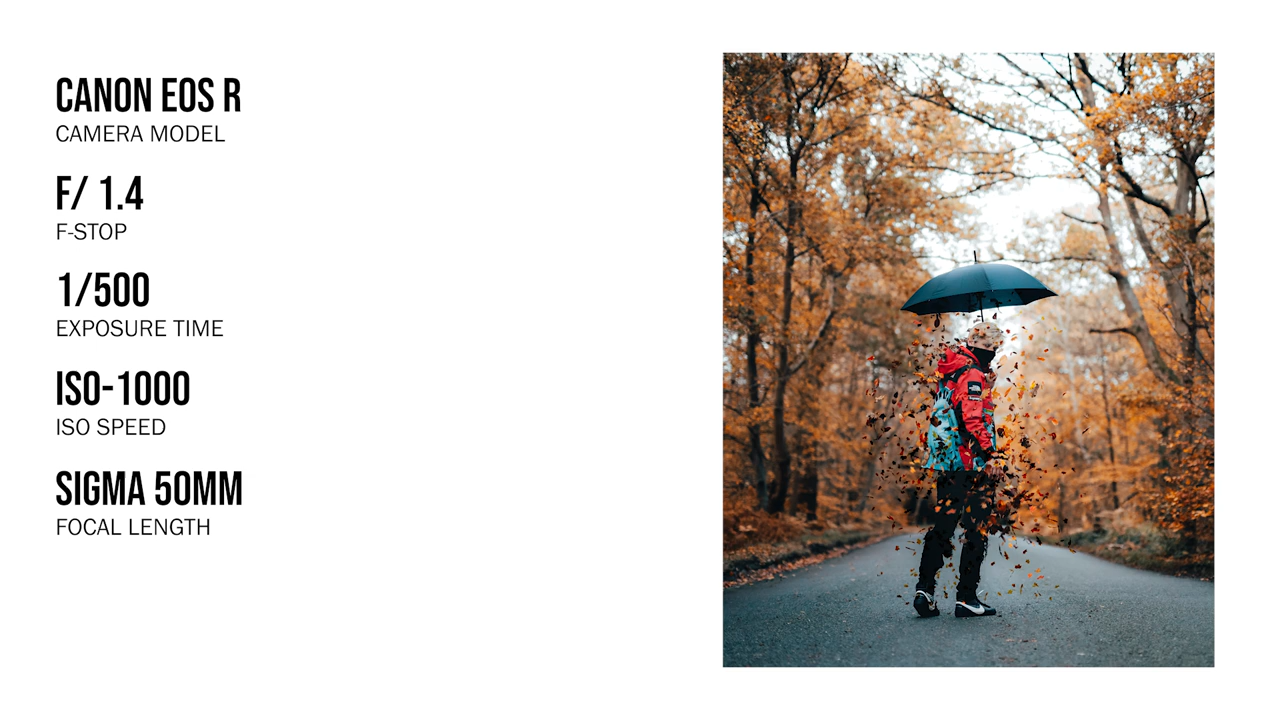 CANON EOS R
CAMERA MODEL
F/ 1.4
F-STOP
1/500
EXPOSURE TIME
ISO-1000
ISO SPEED
SIGMA 50MM
FOCAL LENGTH